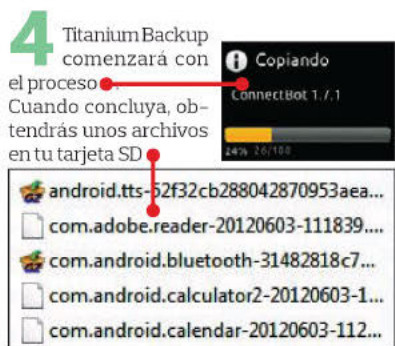 4 Titanium Backup
comenzará con
el proceso
Cuando concluya, ob-
tendrás unos archivos
en tu tarjeta SD
Copiando
ConnectBot 1.7.1
24% 26/108
android.tts-52f32cb288042870953aea...
com.adobe.reader-20120603-111839....
com.android.bluetooth-31482818c7...
com.android.calculator2-20120603-1...
com.android.calendar-20120603-112...